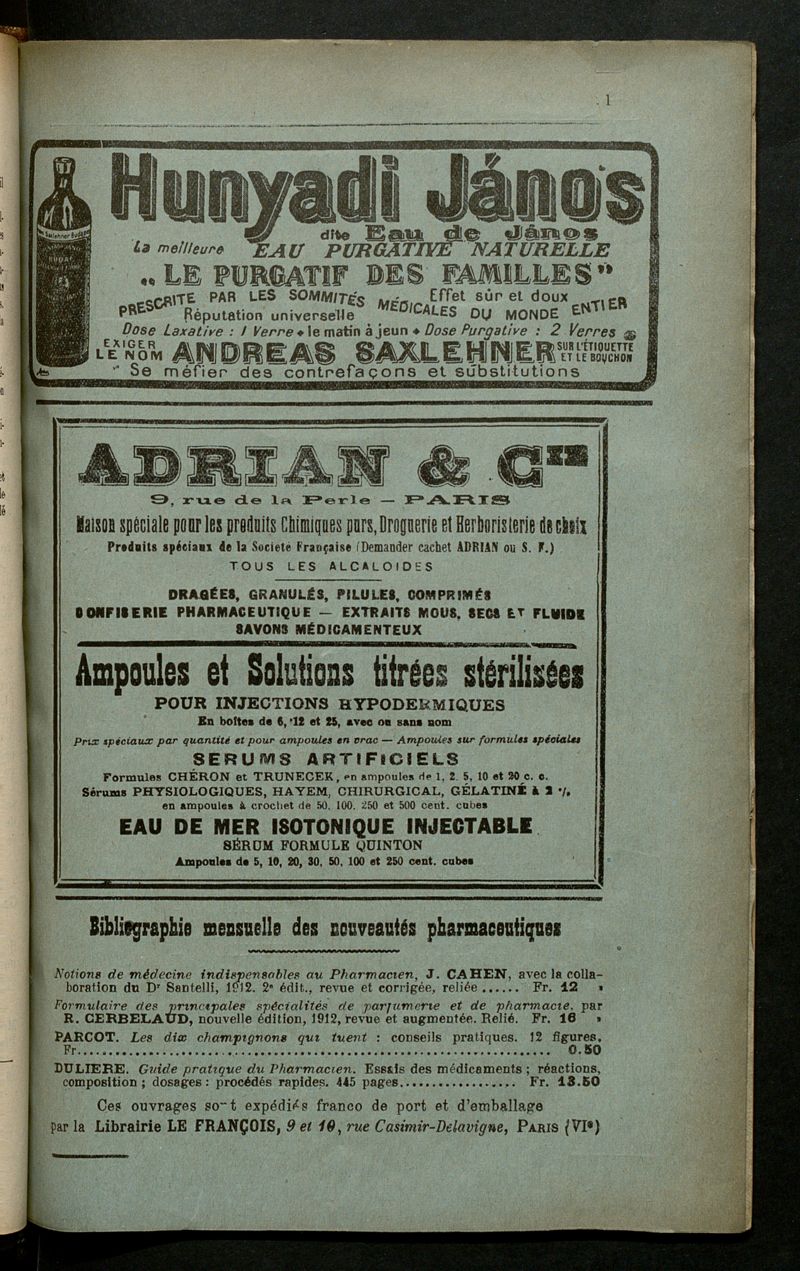 1
Hunyadi János
dite Eau de János
La meilleure EAU PURGATIVE NATURELLE
„ LE PURGATIF DES FAMILLES”
PRESCRITE PAR LES SOMMITÉS MÉDICALES DU MONDE ENTIER
Effet sûr et doux
Réputation universelle
Dose Laxative : 1 Verre le matin à jeun Dose Purgative : 2 Verres
EXIGER LE NOM ANDREAS SAXLEHNER SUR L'ÉTIQUETTE ET LE BOUCHON
Se méfier des contrefaçons et substitutions
ADRIAN & Cie
9, rue de la Perle — PARIS
Maison spéciale pour les produits Chimiques purs, Droguerie et Herboristerie de choix
Produits spéciaux de la Société Française (Demander cachet ADRIAN ou S. F.)
TOUS LES ALCALOIDES
DRAGÉES, GRANULÉS, PILULES, COMPRIMÉS
CONFISERIE PHARMACEUTIQUE — EXTRAITS MOUS, SECS ET FLUIDE
SAVONS MÉDICAMENTEUX
Ampoules et Solutions titrées stérilisées
POUR INJECTIONS HYPODERMIQUES
En boîtes de 6, 12 et 25, avec ou sans nom
Prix spéciaux par quantité et pour ampoules en vrac — Ampoules sur formules spéciales
SERUMS ARTIFICIELS
Formules CHÉRON et TRUNECEK, en ampoules de 1, 2, 5, 10 et 20 c. c.
Sérums PHYSIOLOGIQUES, HAYEM, CHIRURGICAL, GÉLATINÉ à 2 %
en ampoules à crochet de 50, 100, 250 et 500 cent. cubes
EAU DE MER ISOTONIQUE INJECTABLE
SÉRUM FORMULE QUINTON
Ampoules de 5, 10, 20, 30, 50, 100 et 250 cent. cubes
Bibliographie mensuelle des nouveautés pharmaceutiques
Notions de médecine indispensables au Pharmacien, J. CAHEN, avec la colla-
boration du Dr Santelli, 1912. 2e édit., revue et corrigée, reliée ...... Fr. 12 »
Formulaire des principales spécialités de parfumerie et de pharmacie, par
R. CERBELAUD, nouvelle édition, 1912, revue et augmentée. Relié. Fr. 16 »
PARCOT. Les dix champignons qui tuent : conseils pratiques. 12 figures.
Fr. ........ 0.50
DULIERE. Guide pratique du Pharmacien. Essais des médicaments ; réactions,
composition ; dosages : procédés rapides. 445 pages.................. Fr. 13.50
Ces ouvrages so-t expédiés franco de port et d'emballage
par la Librairie LE FRANÇOIS, 9 et 10, rue Casimir-Delavigne, PARIS (VIe)